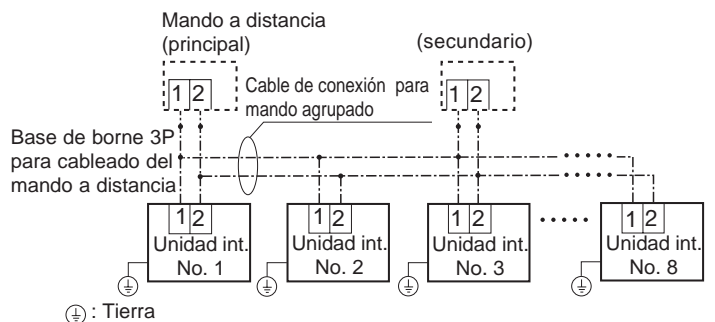 Mando a distancia
(principal)
(secundario)
1 2
Cable de conexión para
mando agrupado
1 2
Base de borne 3P
para cableado del
mando a distancia
1 2
Unidad int.
No. 1
1 2
Unidad int.
No. 2
1 2
Unidad int.
No. 3
1 2
Unidad int.
No. 8
: Tierra